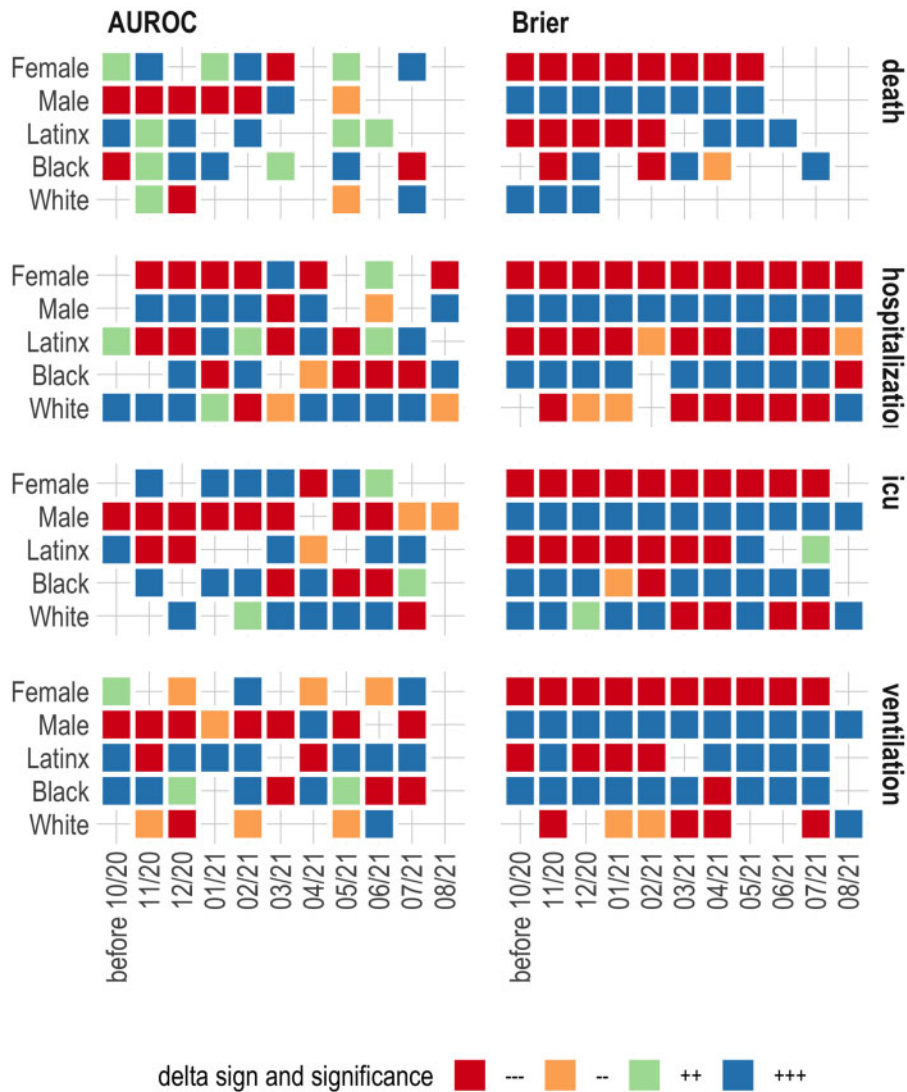 AUROC Brier
Female
Male
Latinx
Black
White
death
Female
Male
Latinx
Black
White
hospitalizatio
Female
Male
Latinx
Black
White
icu
Female
Male
Latinx
Black
White
ventilation
before 10/20 11/20 12/20 01/21 02/21 03/21 04/21 05/21 06/21 07/21 08/21
before 10/20 11/20 12/20 01/21 02/21 03/21 04/21 05/21 06/21 07/21 08/21
delta sign and significance --- -- ++ +++